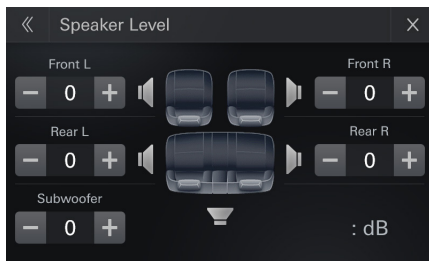 Speaker Level
Front L
Front R
0
0
Rear L
Rear R
0
0
Subwoofer
0
: dB